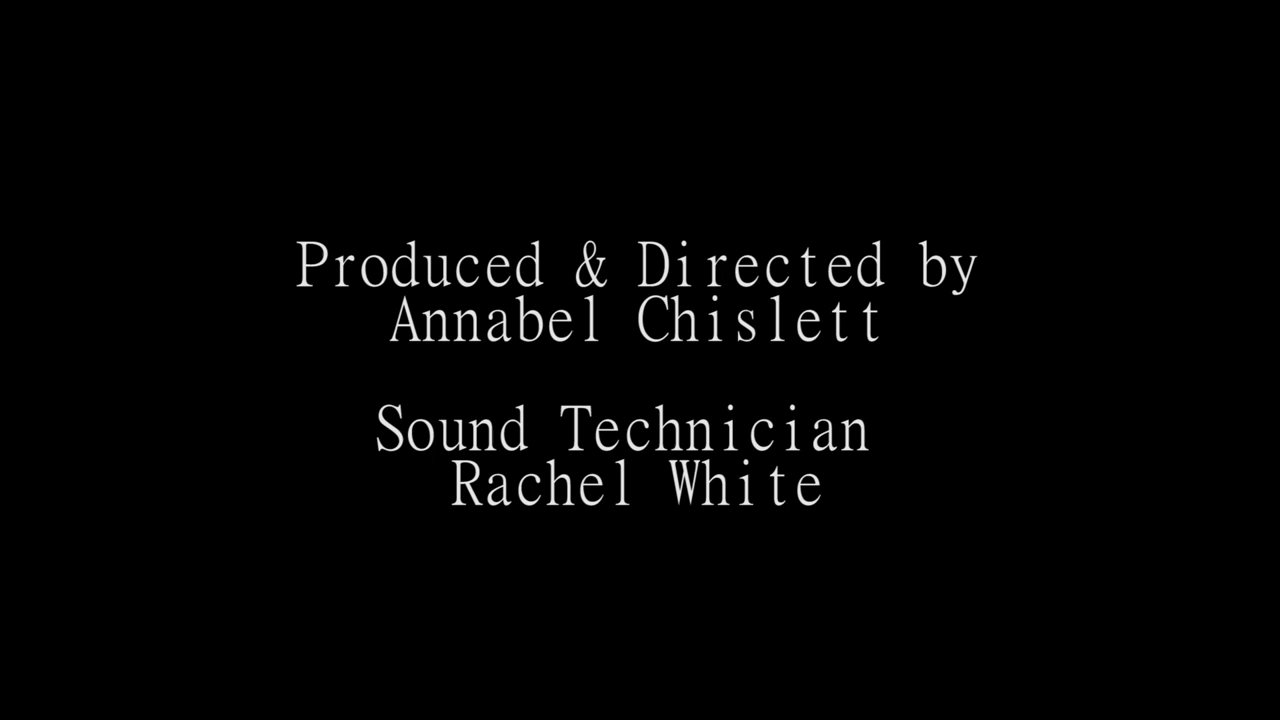 Produced & Directed by
Annabel Chislett
Sound Technician
Rachel White